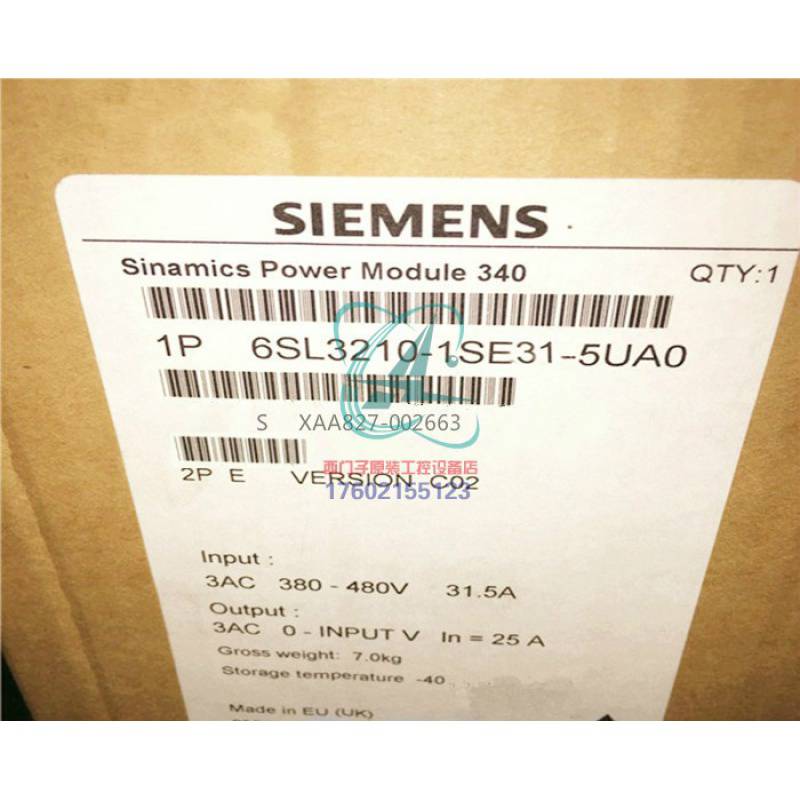 SIEMENS
Sinamics Power Module 340 QTY:1
1P 6SL3210-1SE31-5UA0
S XAA827-002663
西门子原装工控设备店
2P E VERSION C02
17602155123
Input :
3AC 380 - 480V 31.5A
Output :
3AC 0 - INPUT V In = 25 A
Gross weight: 7.0kg
Storage temperature -40
Made in EU (UK)